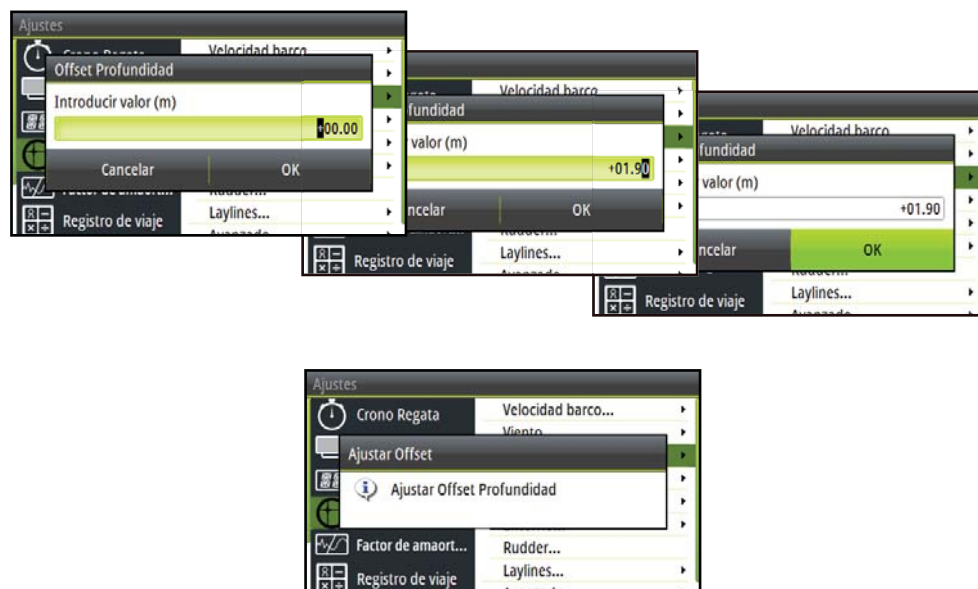 Ajustes
Velocidad barco
Offset Profundidad
Introducir valor (m)
+00.00
Cancelar
OK
Registro de viaje
Laylines...
Velocidad barco
fundidad
valor (m)
+01.90
ncelar
OK
Registro de viaje
Laylines...
Velocidad barco
fundidad
valor (m)
+01.90
ncelar
OK
Registro de viaje
Laylines...
Ajustes
Crono Regata
Velocidad barco...
Viento
Ajustar Offset
Ajustar Offset Profundidad
Factor de amaort...
Rudder...
Registro de viaje
Laylines...